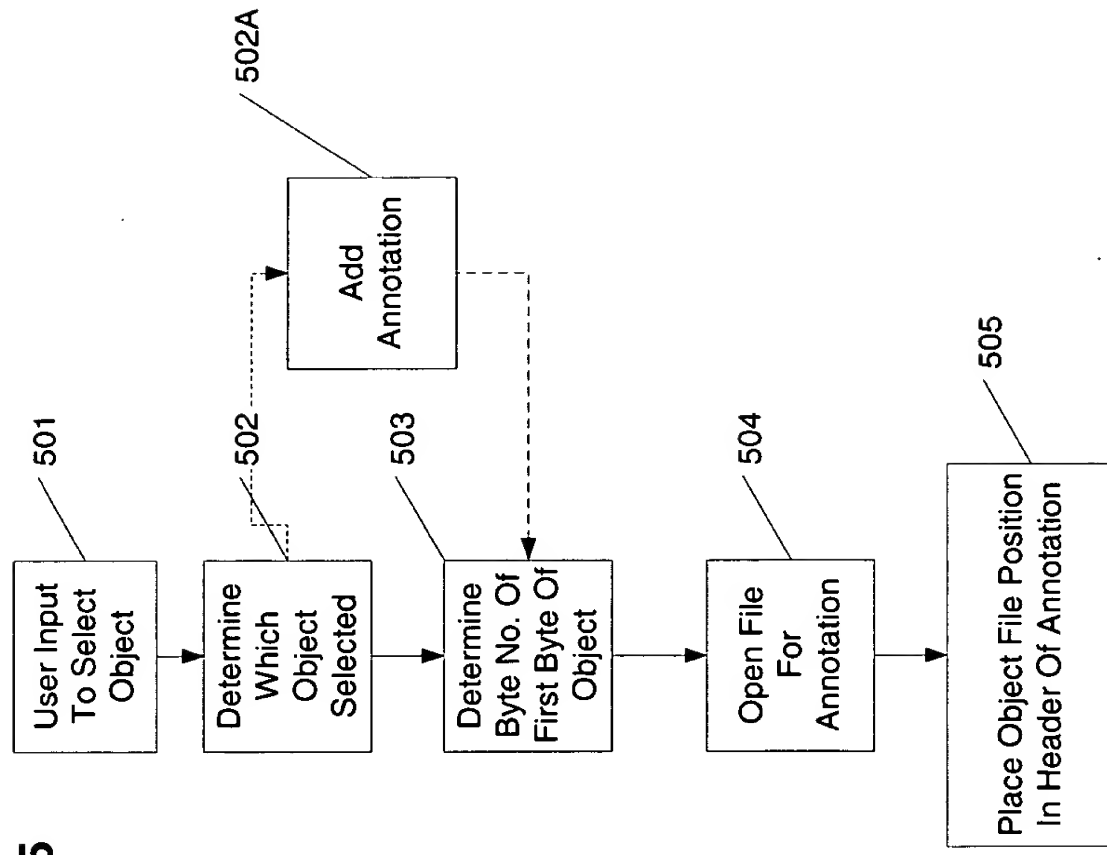 501
User Input
To Select
Object
502
Determine
Which
Object
Selected
502A
Add
Annotation
503
Determine
Byte No. Of
First Byte Of
Object
504
Open File
For
Annotation
505
Place Object File Position
In Header Of Annotation
5